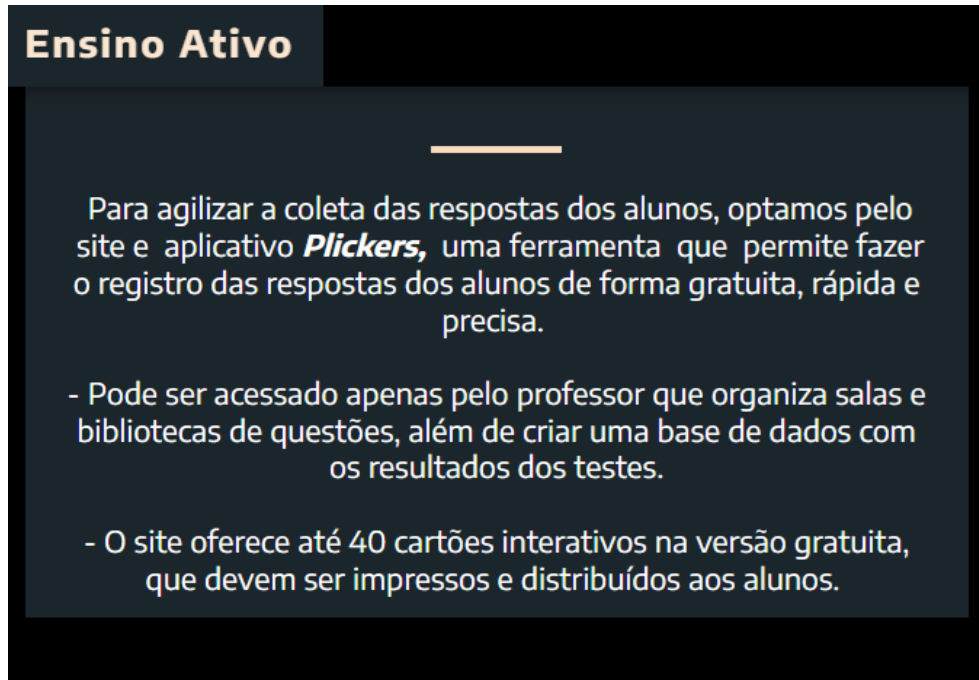 Ensino Ativo
Para agilizar a coleta das respostas dos alunos, optamos pelo
site e aplicativo Plickers, uma ferramenta que permite fazer
o registro das respostas dos alunos de forma gratuita, rápida e
precisa.
- Pode ser acessado apenas pelo professor que organiza salas e
bibliotecas de questões, além de criar uma base de dados com
os resultados dos testes.
- O site oferece até 40 cartões interativos na versão gratuita,
que devem ser impressos e distribuídos aos alunos.